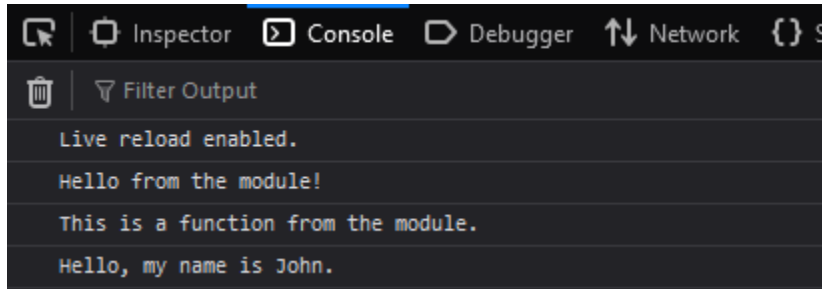 Inspector Console Debugger Network {} S
Filter Output
Live reload enabled.
Hello from the module!
This is a function from the module.
Hello, my name is John.